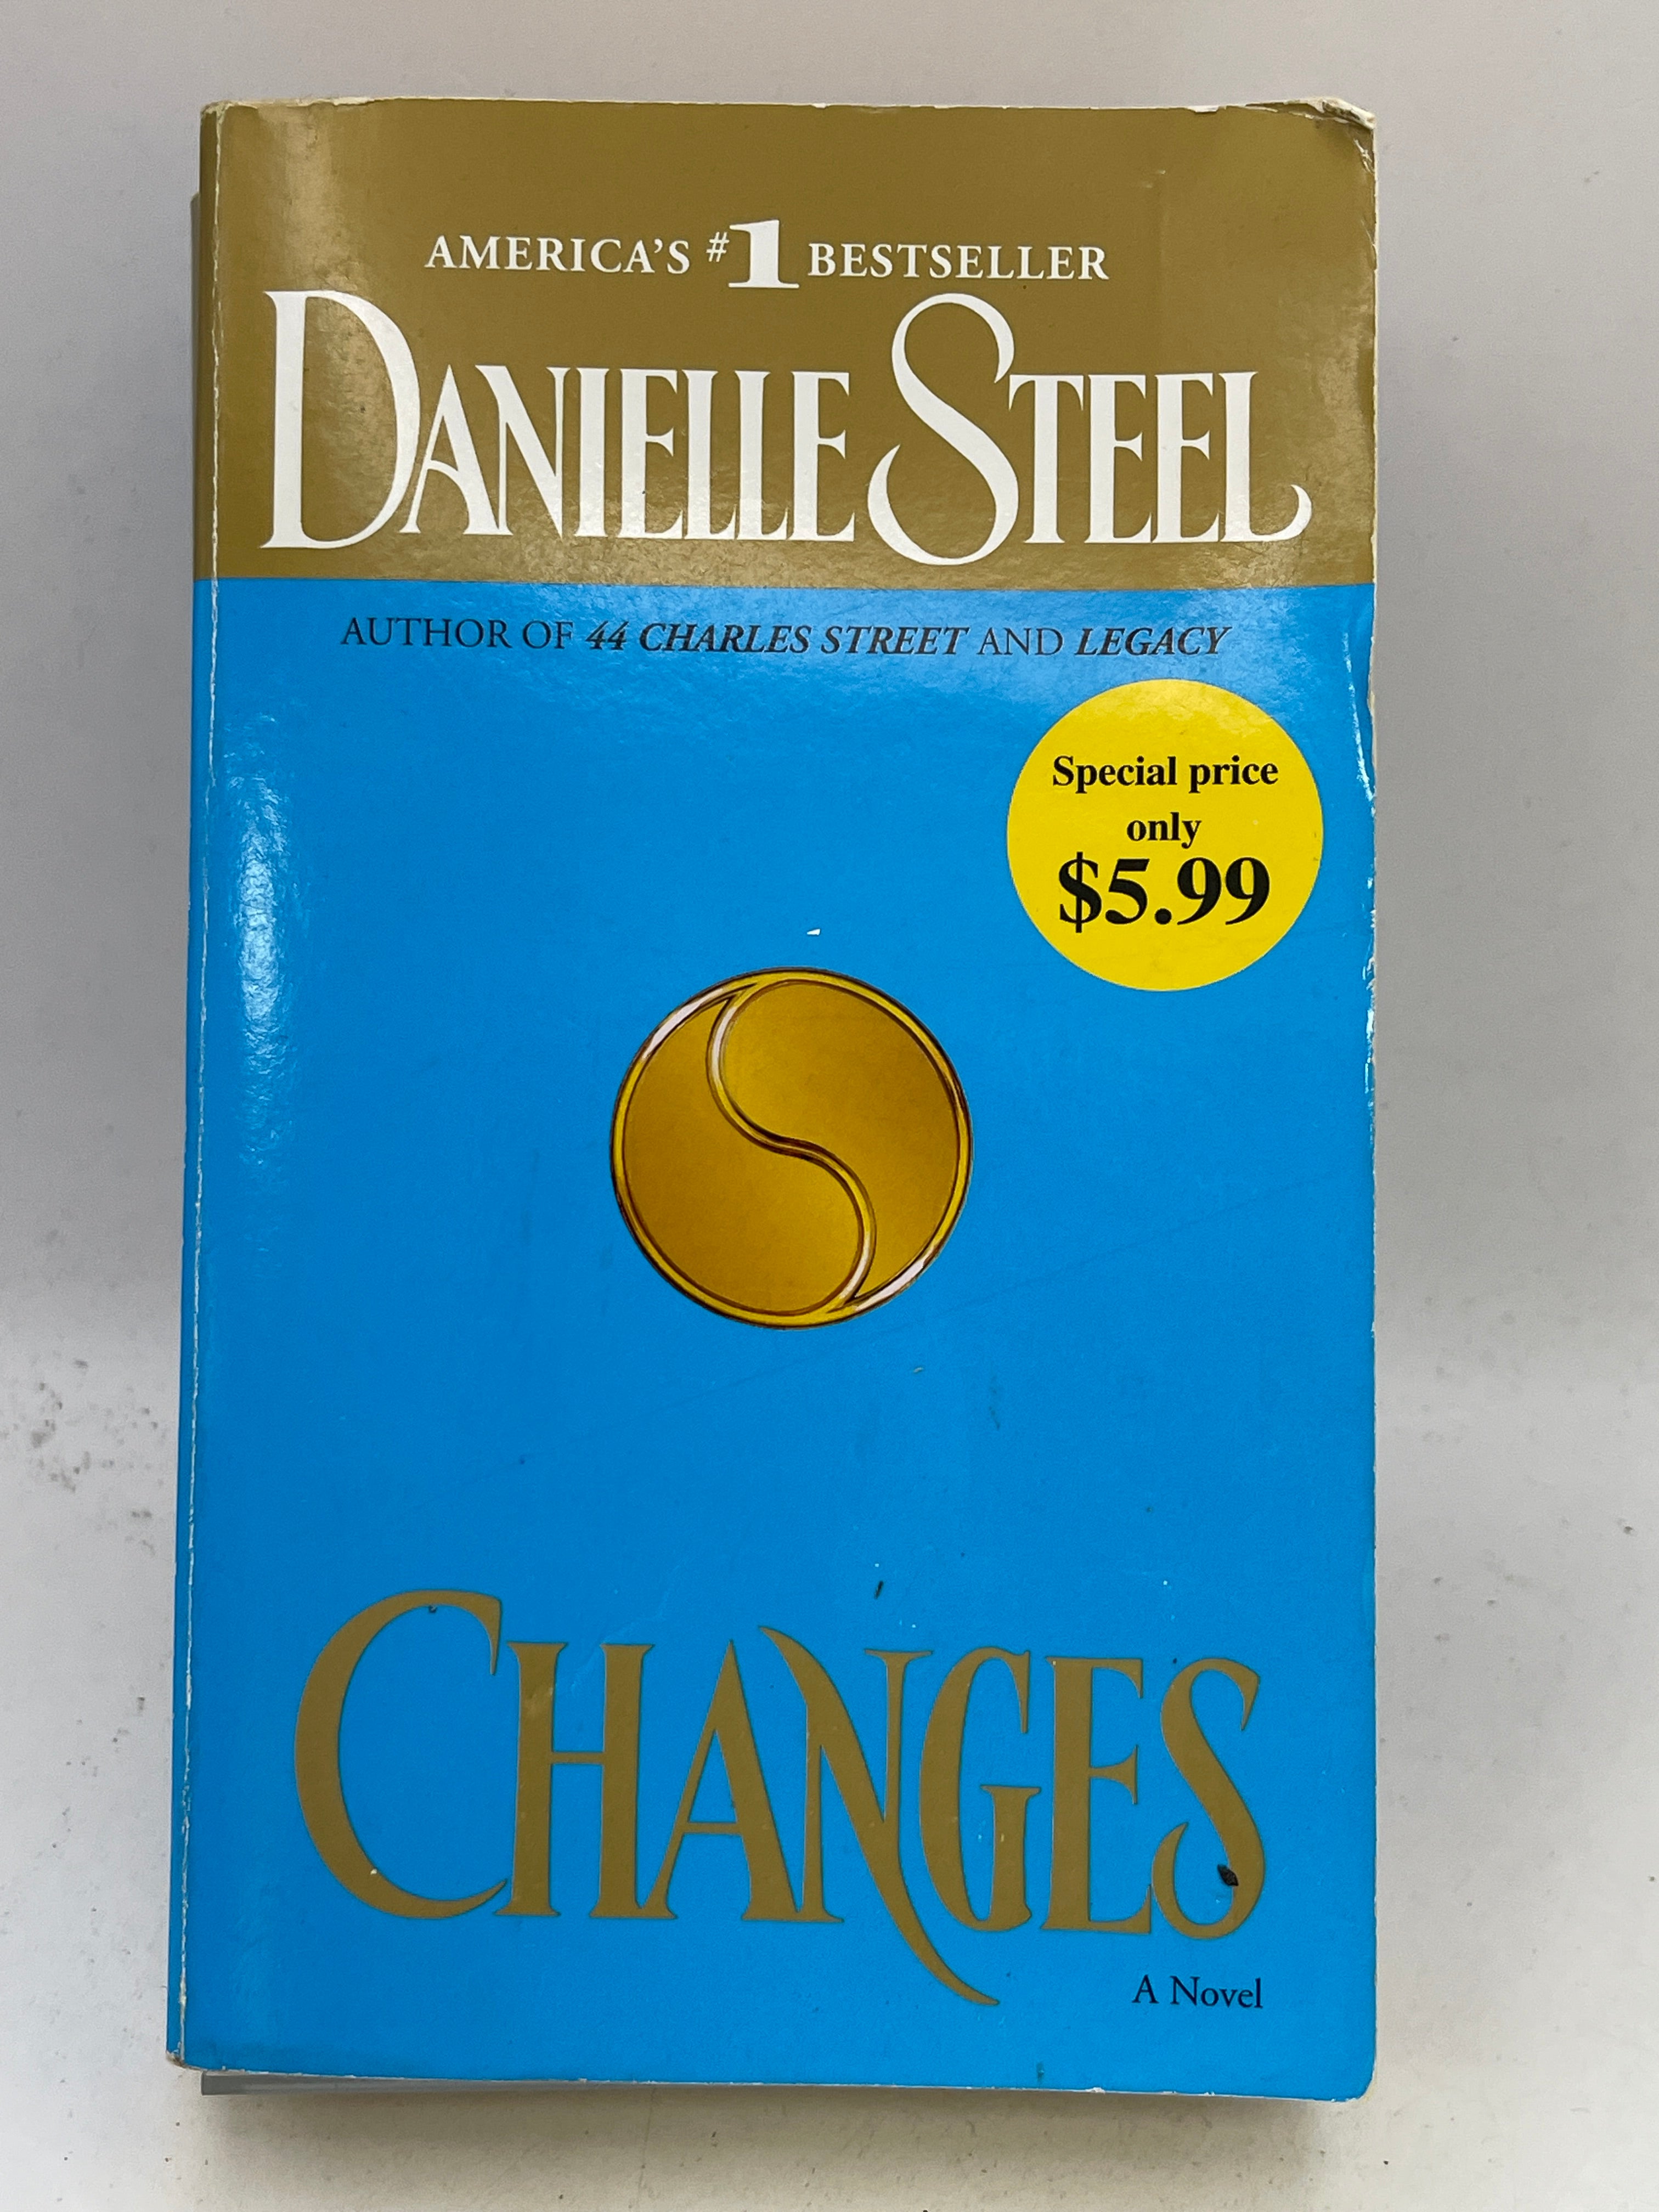 AMERICA'S #1 BESTSELLER
DANIELLE STEEL
AUTHOR OF 44 CHARLES STREET AND LEGACY
Special price
only
$5.99
CHANGES
A Novel